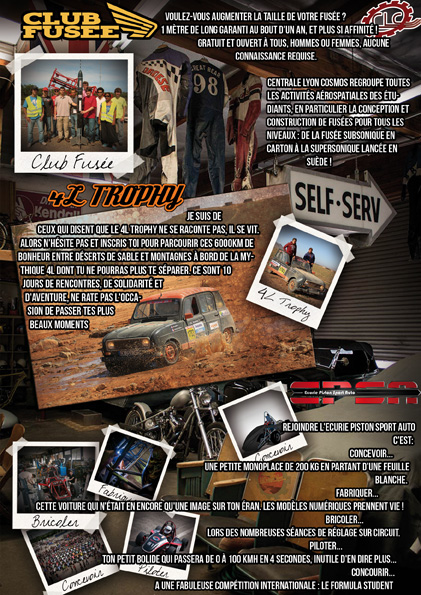 CLUB
FUSÉE
VOULEZ-VOUS AUGMENTER LA TAILLE DE VOTRE FUSÉE ?
1 MÈTRE DE LONG GARANTI AU BOUT D'UN AN, ET PLUS SI AFFINITÉ !
GRATUIT ET OUVERT À TOUS, HOMMES OU FEMMES, AUCUNE
CONNAISSANCE REQUISE.
CLC
CENTRALE LYON COSMOS REGROUPE TOUTES
LES ACTIVITÉS AÉROSPATIALES DES ÉTU-
DIANTS, EN PARTICULIER LA CONCEPTION ET
CONSTRUCTION DE FUSÉES POUR TOUS LES
NIVEAUX : DE LA FUSÉE SUBSONIQUE EN
CARTON À LA SUPERSONIQUE LANCÉE EN
SUÈDE !
Club Fusée
4L TROPHY
Kendall
SELF-SERV
JE SUIS DE
CEUX QUI DISENT QUE LE 4L TROPHY NE SE RACONTE PAS, IL SE VIT.
ALORS N'HÉSITE PAS ET INSCRIS TOI POUR PARCOURIR CES 6000KM DE
BONHEUR ENTRE DÉSERTS DE SABLE ET MONTAGNES À BORD DE LA MY-
THIQUE 4L DONT TU NE POURRAS PLUS TE SÉPARER. CE SONT 10
JOURS DE RENCONTRES, DE SOLIDARITÉ ET
D'AVENTURE, NE RATE PAS L'OCCA-
SION DE PASSER TES PLUS
BEAUX MOMENTS
4L Trophy
EPSA
Ecurie Piston Sport Auto
REJOINDRE L'ECURIE PISTON SPORT AUTO
C'EST:
CONCEVOIR...
UNE PETITE MONOPLACE DE 200 KG EN PARTANT D'UNE FEUILLE
BLANCHE.
FABRIQUER...
CETTE VOITURE QUI N'ÉTAIT EN ENCORE QU'UNE IMAGE SUR TON ÉRAN. LES MODÈLES NUMÉRIQUES PRENNENT VIE !
BRICOLER...
LORS DES NOMBREUSES SÉANCES DE RÉGLAGE SUR CIRCUIT.
PILOTER...
TON PETIT BOLIDE QUI PASSERA DE 0 À 100 KMH EN 4 SECONDES, INUTILE D'EN DIRE PLUS...
CONCOURIR...
A UNE FABULEUSE COMPÉTITION INTERNATIONALE : LE FORMULA STUDENT
Concevoir
Bricoler
Concevoir
Piloter